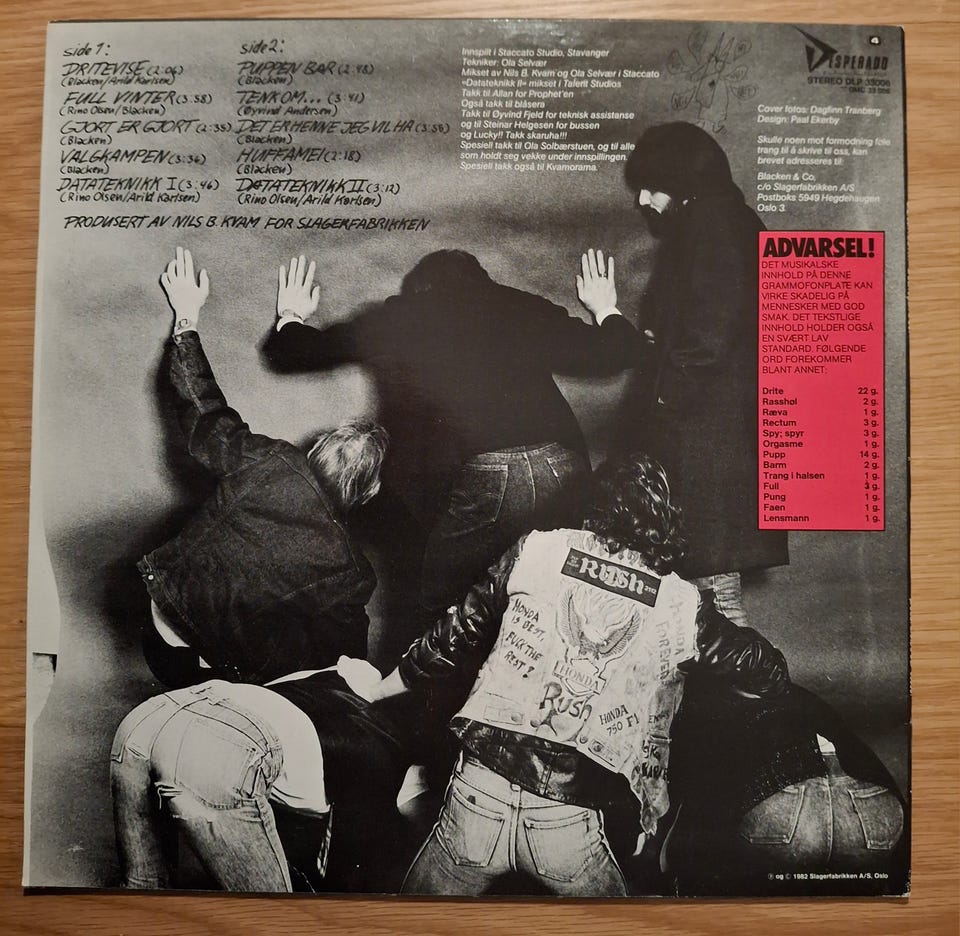 side 1:
DRITEVISE (2:04)
(Blacken/Arild Karlsen)
FULL VINTER (3:58)
(Rino Olsen/Blacken)
GJORT ER GJORT (2:35)
(Blacken)
VALGKAMPEN (3:36)
(Blacken)
DATATEKNIKK I (3:46)
(Rino Olsen/Arild Karlsen)
side 2:
PUPPEN BAR (2:48)
(Blacken)
TENK OM... (3:41)
(Øyvind Andersen)
DET ER HENNE JEG VIL HA (3:56)
(Blacken)
HUFFAMEI (2:18)
(Blacken)
DATATEKNIKK II (3:12)
(Rino Olsen/Arild Karlsen)
PRODUSERT AV NILS B. KVAM FOR SLAGERFABRIKKEN
Innspilt i Staccato Studio, Stavanger
Tekniker: Ola Selvær
Mikset av Nils B. Kvam og Ola Selvær i Staccato
«Datateknikk II» mikset i Talent Studios
Takk til Allan for Prophet'en
Også takk til blåsera
Takk til Øyvind Fjeld for teknisk assistanse
og til Steinar Helgesen for bussen
og Lucky!! Takk skaruha!!!
Spesiell takk til Ola Solbærstuen, og til alle
som holdt seg vekke under innspillingen.
Spesiell takk også til Kvamorama.
4
DESPERADO
STEREO DLP 33006
DMC 33 006
Cover fotos: Dagfinn Tranberg
Design: Paal Ekerby
Skulle noen mot formodning føle
trang til å skrive til oss, kan
brevet adresseres til:
Blacken & Co,
c/o Slagerfabrikken A/S
Postboks 5949 Hegdehaugen
Oslo 3.
ADVARSEL!
DET MUSIKALSKE
INNHOLD PÅ DENNE
GRAMMOFONPLATE KAN
VIRKE SKADELIG PÅ
MENNESKER MED GOD
SMAK. DET TEKSTLIGE
INNHOLD HOLDER OGSÅ
EN SVÆRT LAV
STANDARD. FØLGENDE
ORD FOREKOMMER
BLANT ANNET:
Drite 22 g.
Rasshøl 2 g.
Ræva 1 g.
Rectum 3 g.
Spy; spyr 3 g.
Orgasme 1 g.
Pupp 14 g.
Barm 2 g.
Trang i halsen 1 g.
Full 3 g.
Pung 1 g.
Faen 1 g.
Lensmann 1 g.
Rush 2112
HONDA
IS BEST,
FUCK THE
REST!
HONDA
FOREVER
HONDA
Rush
HONDA
750 F1
℗ og © 1982 Slagerfabrikken A/S, Oslo